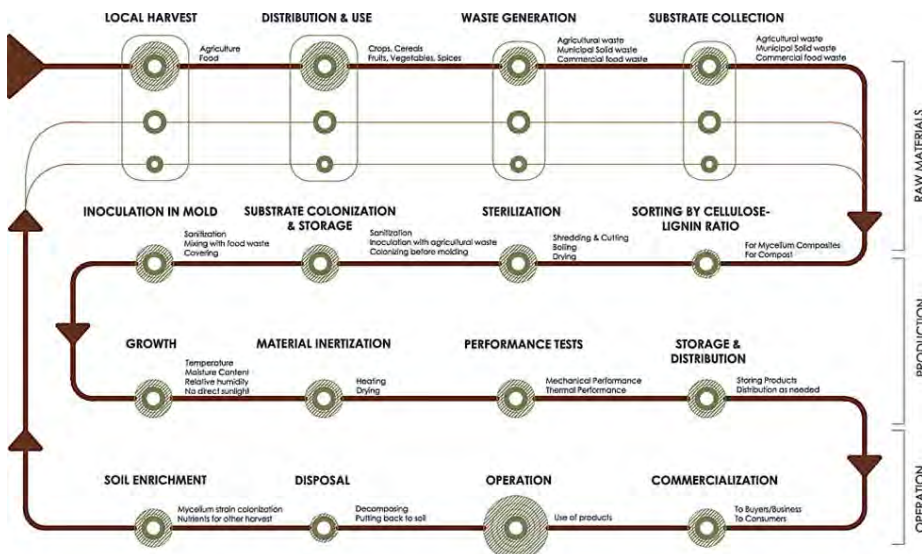 LOCAL HARVEST
Agriculture
Food
DISTRIBUTION & USE
Crops, Cereals
Fruits, Vegetables, Spices
WASTE GENERATION
Agricultural waste
Municipal Solid waste
Commercial food waste
SUBSTRATE COLLECTION
Agricultural waste
Municipal Solid waste
Commercial food waste
RAW MATERIALS
INOCULATION IN MOLD
Sanitization
Mixing with food waste
Covering
SUBSTRATE COLONIZATION
& STORAGE
Sanitization
Inoculation with agricultural waste
Colonizing before molding
STERILIZATION
Shredding & Cutting
Boiling
Drying
SORTING BY CELLULOSE-
LIGNIN RATIO
For Mycelium Composites
For Compost
PRODUCTION
GROWTH
Temperature
Moisture Content
Relative humidity
No direct sunlight
MATERIAL INERTIZATION
Heating
Drying
PERFORMANCE TESTS
Mechanical Performance
Thermal Performance
STORAGE &
DISTRIBUTION
Storing Products
Distribution as needed
SOIL ENRICHMENT
Mycelium strain colonization
Nutrients for other harvest
DISPOSAL
Decomposing
Putting back to soil
OPERATION
Use of products
COMMERCIALIZATION
To Buyers/Business
To Consumers
OPERATION